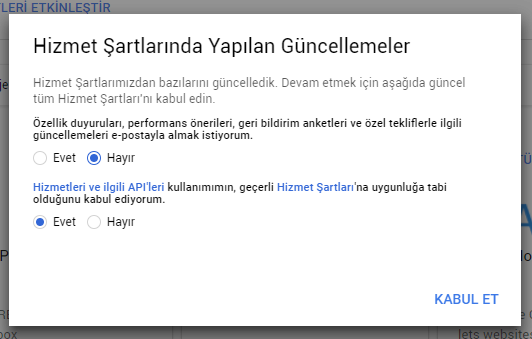 LERİ ETKİNLEŞTİR
Hizmet Şartlarında Yapılan Güncellemeler
Hizmet Şartlarımızdan bazılarını güncelledik. Devam etmek için aşağıda güncel
tüm Hizmet Şartları'nı kabul edin.
Özellik duyuruları, performans önerileri, geri bildirim anketleri ve özel tekliflerle ilgili
güncellemeleri e-postayla almak istiyorum.
Evet Hayır
Hizmetleri ve ilgili API'leri kullanımımın, geçerli Hizmet Şartları'na uygunluğa tabi
olduğunu kabul ediyorum.
Evet Hayır
KABUL ET
lets websites